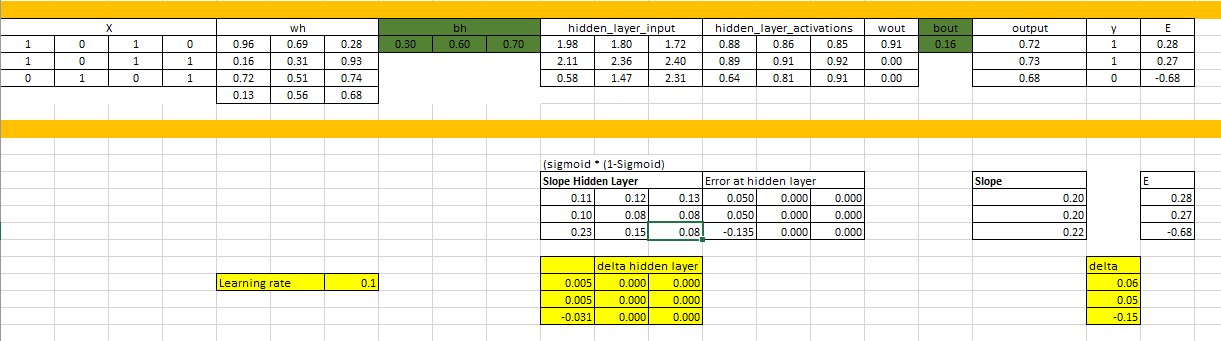 X wh bh hidden_layer_input hidden_layer_activations wout bout output y E
1 0 1 0 0.96 0.69 0.28 0.30 0.60 0.70 1.98 1.80 1.72 0.88 0.86 0.85 0.91 0.16 0.72 1 0.28
1 0 1 1 0.16 0.31 0.93 2.11 2.36 2.40 0.89 0.91 0.92 0.00 0.73 1 0.27
0 1 0 1 0.72 0.51 0.74 0.58 1.47 2.31 0.64 0.81 0.91 0.00 0.68 0 -0.68
0.13 0.56 0.68
(sigmoid * (1-Sigmoid)
Slope Hidden Layer Error at hidden layer Slope E
0.11 0.12 0.13 0.050 0.000 0.000 0.20 0.28
0.10 0.08 0.08 0.050 0.000 0.000 0.20 0.27
0.23 0.15 0.08 -0.135 0.000 0.000 0.22 -0.68
delta hidden layer delta
Learning rate 0.1 0.005 0.000 0.000 0.06
0.005 0.000 0.000 0.05
-0.031 0.000 0.000 -0.15